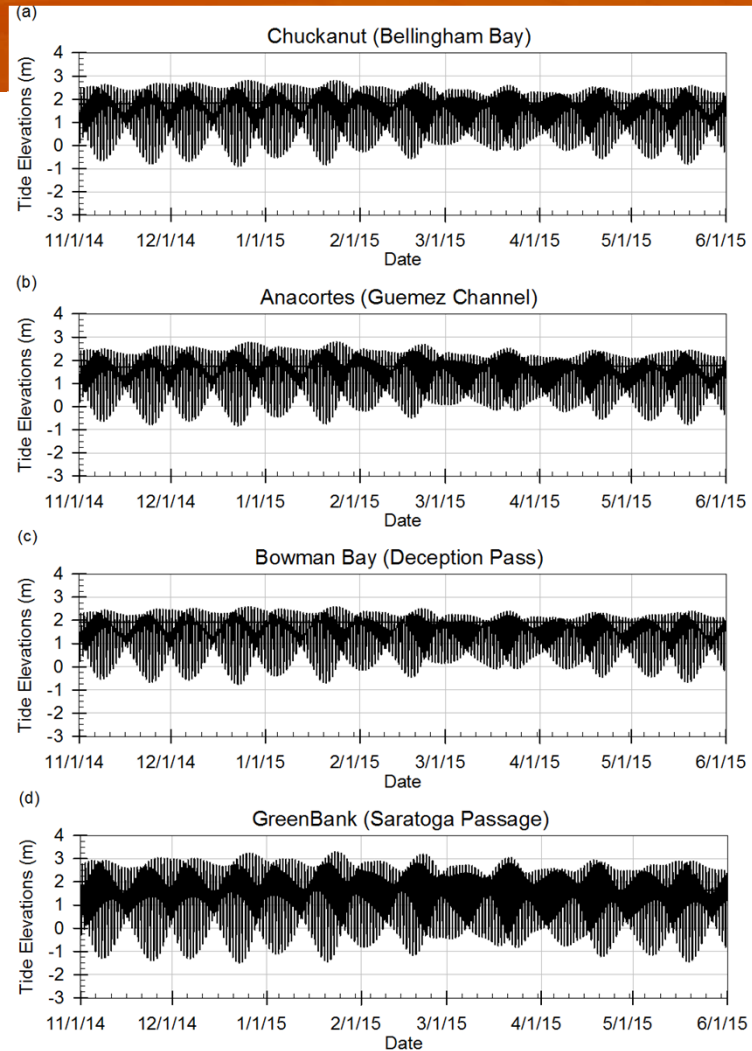 (a)
Chuckanut (Bellingham Bay)
Tide Elevations (m)
4
3
2
1
0
-1
-2
-3
11/1/14 12/1/14 1/1/15 2/1/15 3/1/15 4/1/15 5/1/15 6/1/15
Date
(b)
Anacortes (Guemez Channel)
Tide Elevations (m)
4
3
2
1
0
-1
-2
-3
11/1/14 12/1/14 1/1/15 2/1/15 3/1/15 4/1/15 5/1/15 6/1/15
Date
(c)
Bowman Bay (Deception Pass)
Tide Elevations (m)
4
3
2
1
0
-1
-2
-3
11/1/14 12/1/14 1/1/15 2/1/15 3/1/15 4/1/15 5/1/15 6/1/15
Date
(d)
GreenBank (Saratoga Passage)
Tide Elevations (m)
4
3
2
1
0
-1
-2
-3
11/1/14 12/1/14 1/1/15 2/1/15 3/1/15 4/1/15 5/1/15 6/1/15
Date